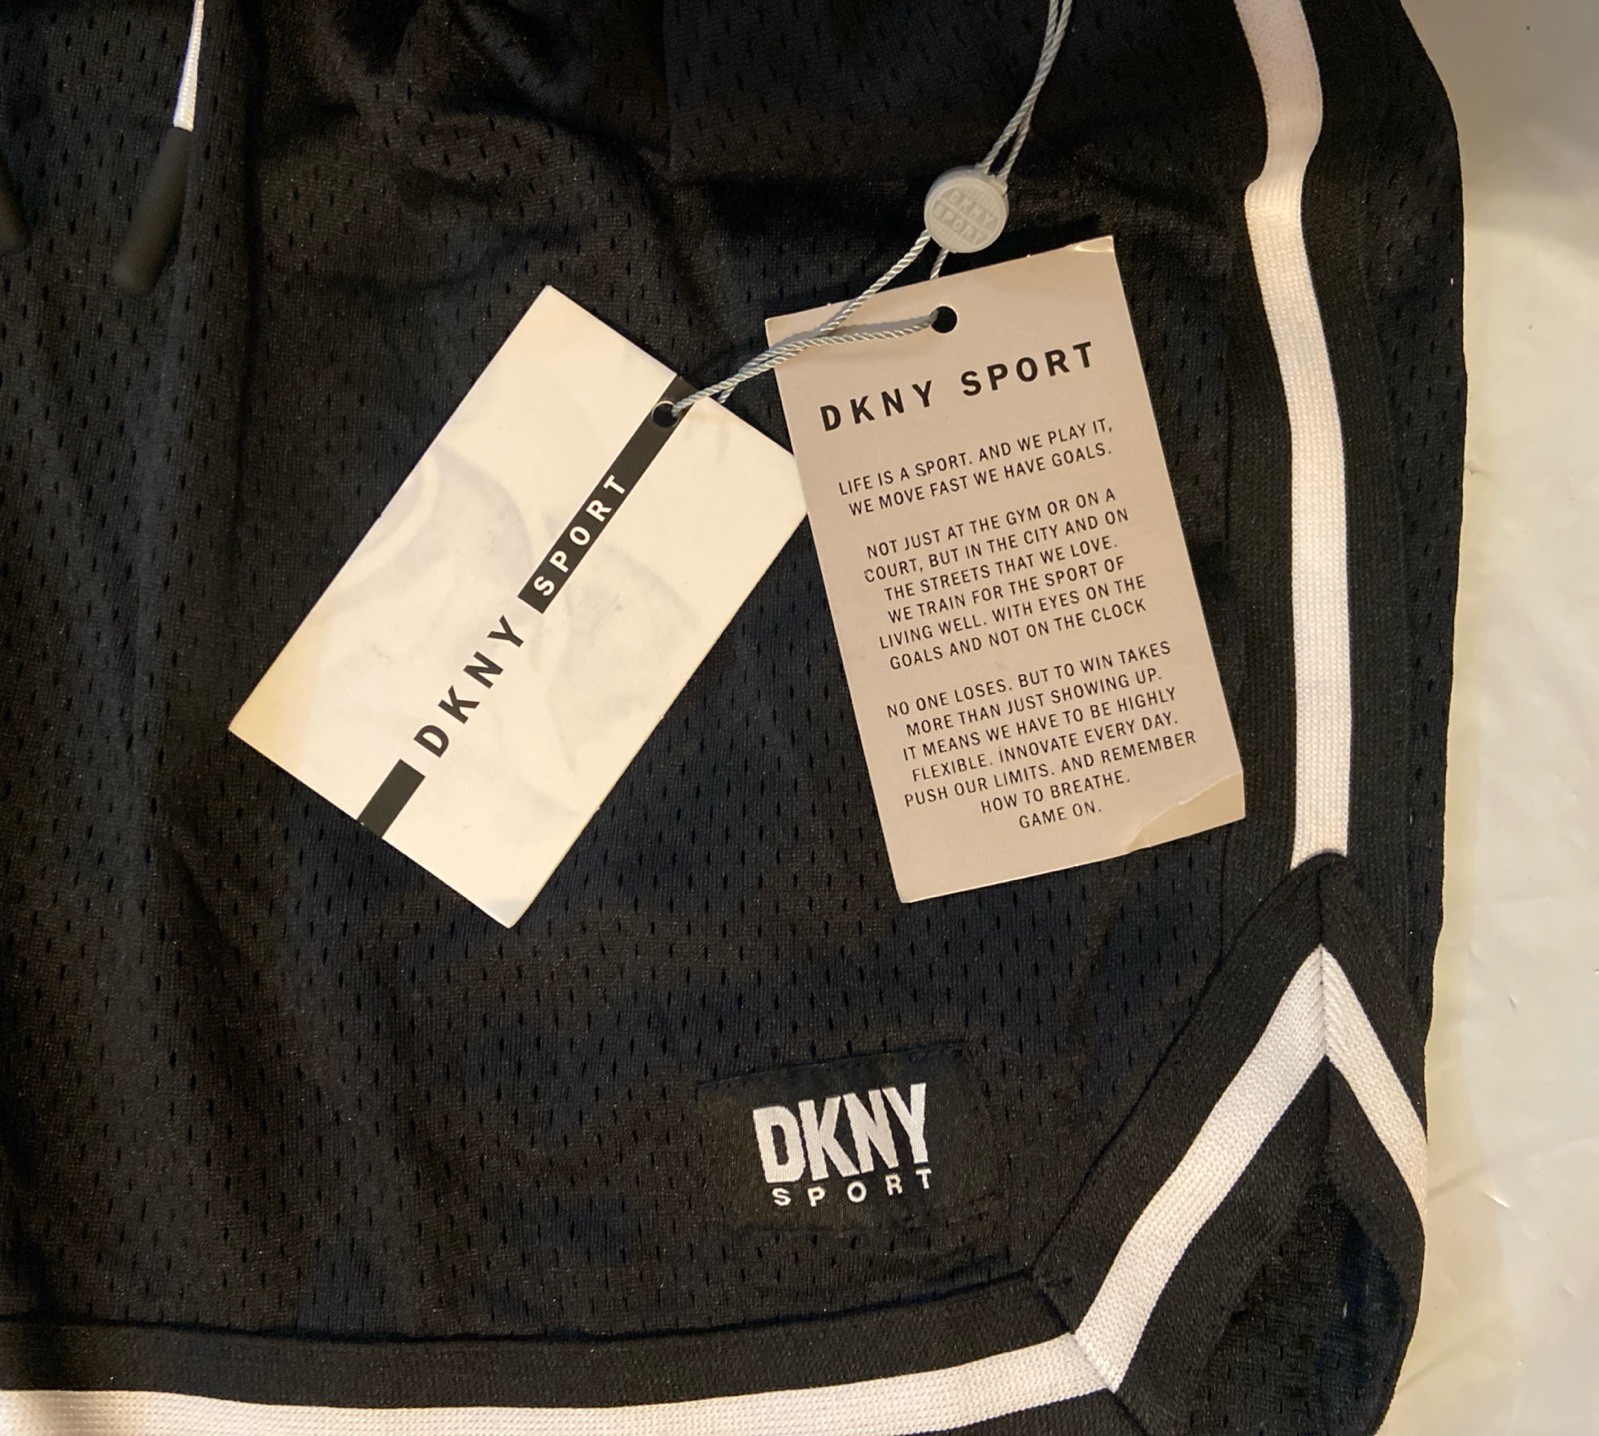 DKNY
SPORT
DKNY SPORT
DKNY SPORT
LIFE IS A SPORT. AND WE PLAY IT,
WE MOVE FAST WE HAVE GOALS.
NOT JUST AT THE GYM OR ON A
COURT, BUT IN THE CITY AND ON
THE STREETS THAT WE LOVE.
WE TRAIN FOR THE SPORT OF
LIVING WELL. WITH EYES ON THE
GOALS AND NOT ON THE CLOCK
NO ONE LOSES. BUT TO WIN TAKES
MORE THAN JUST SHOWING UP.
IT MEANS WE HAVE TO BE HIGHLY
FLEXIBLE. INNOVATE EVERY DAY.
PUSH OUR LIMITS. AND REMEMBER
HOW TO BREATHE.
GAME ON.
DKNY
SPORT